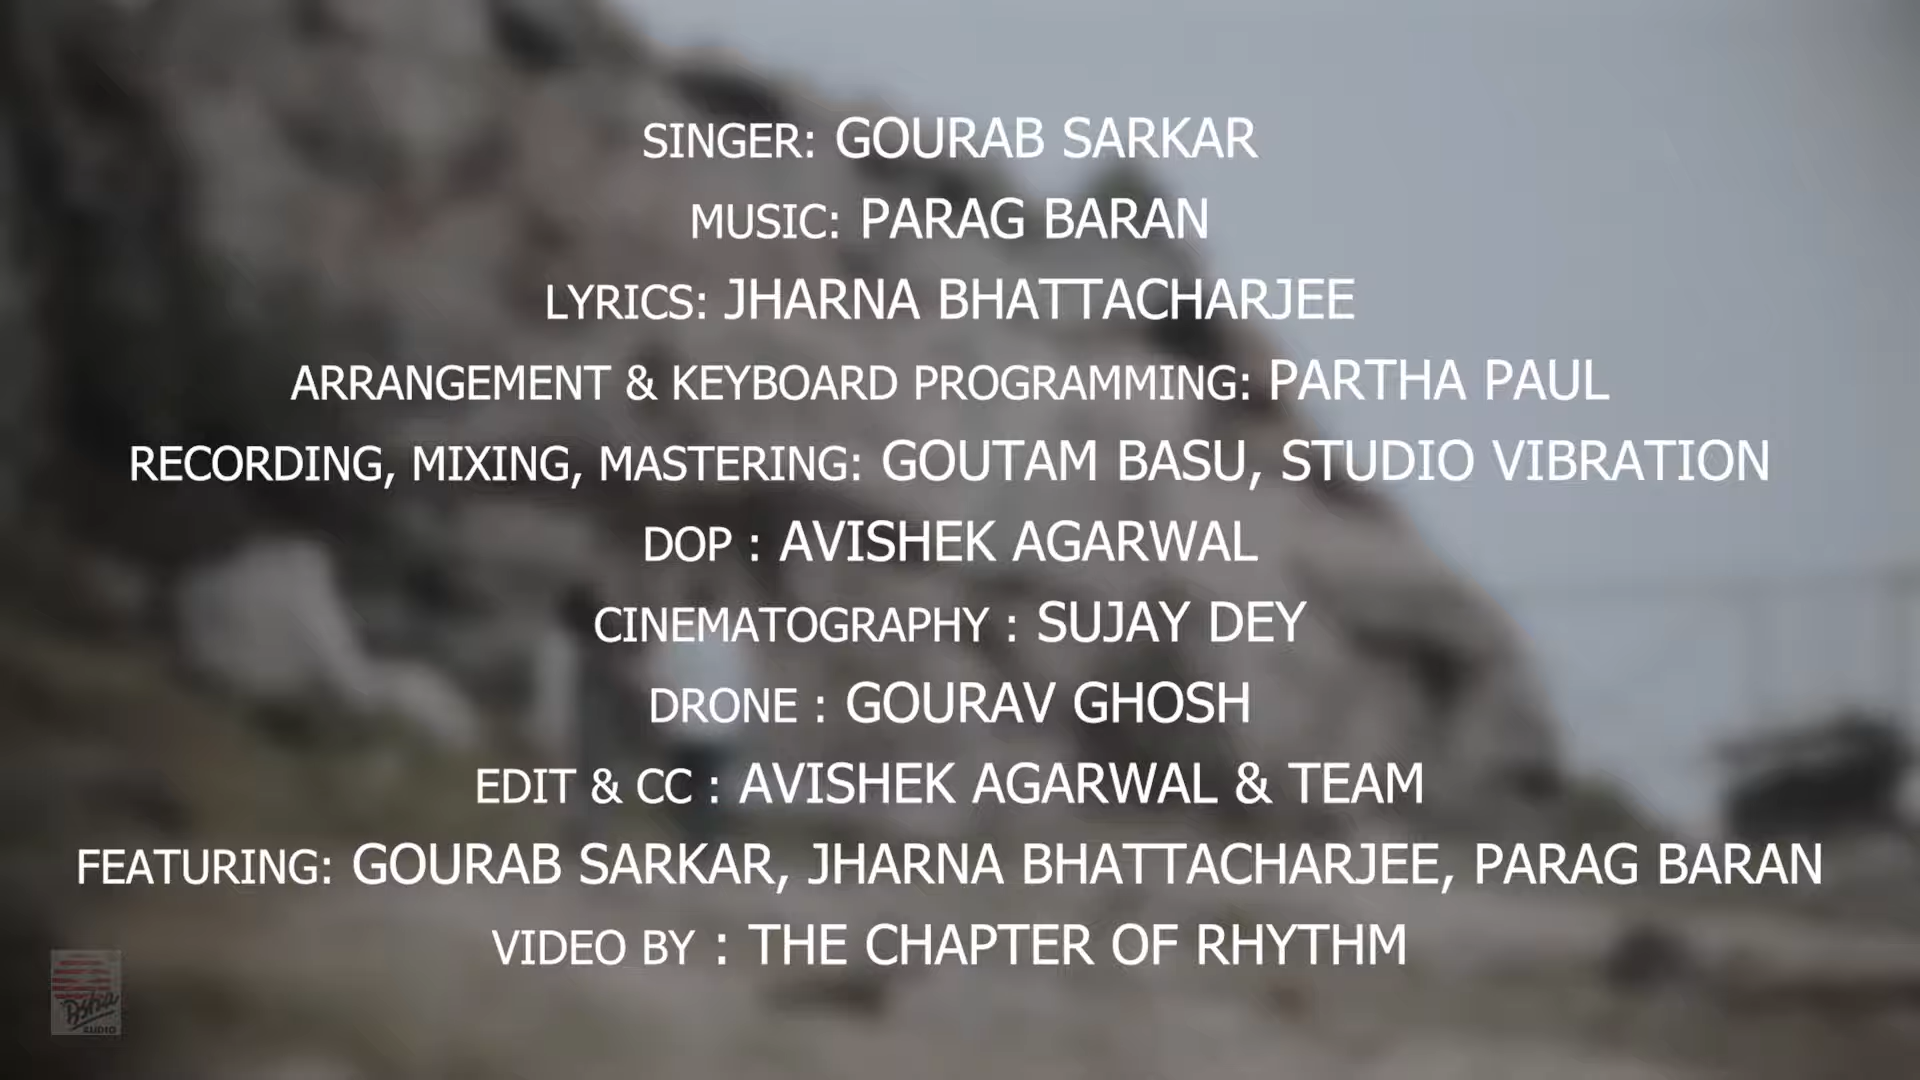 SINGER: GOURAB SARKAR
MUSIC: PARAG BARAN
LYRICS: JHARNA BHATTACHARJEE
ARRANGEMENT & KEYBOARD PROGRAMMING: PARTHA PAUL
RECORDING, MIXING, MASTERING: GOUTAM BASU, STUDIO VIBRATION
DOP : AVISHEK AGARWAL
CINEMATOGRAPHY : SUJAY DEY
DRONE : GOURAV GHOSH
EDIT & CC : AVISHEK AGARWAL & TEAM
FEATURING: GOURAB SARKAR, JHARNA BHATTACHARJEE, PARAG BARAN
VIDEO BY : THE CHAPTER OF RHYTHM
AUDIO